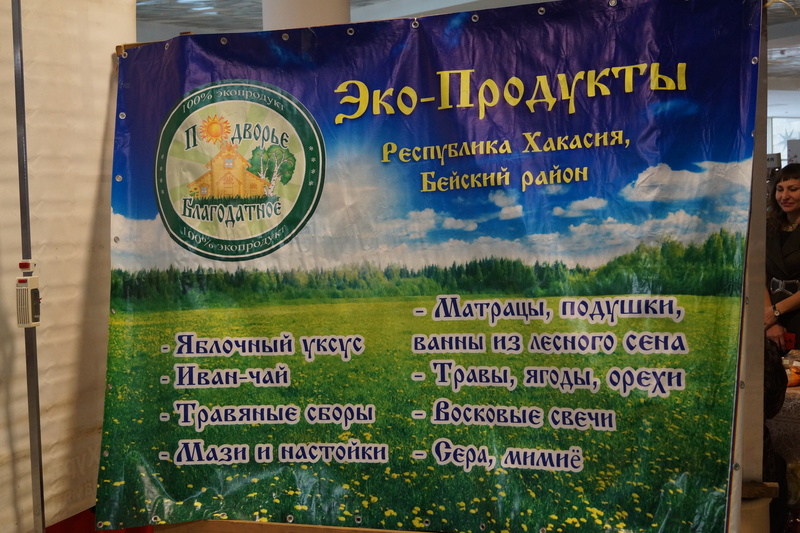 100% экопродукт
Подворье
Благодатное
100% экопродукт
Эко-Продукты
Республика Хакасия,
Бейский район
- Яблочный уксус
- Иван-чай
- Травяные сборы
- Мази и настойки
- Матрацы, подушки,
ванны из лесного сена
- Травы, ягоды, орехи
- Восковые свечи
- Сера, мимиё